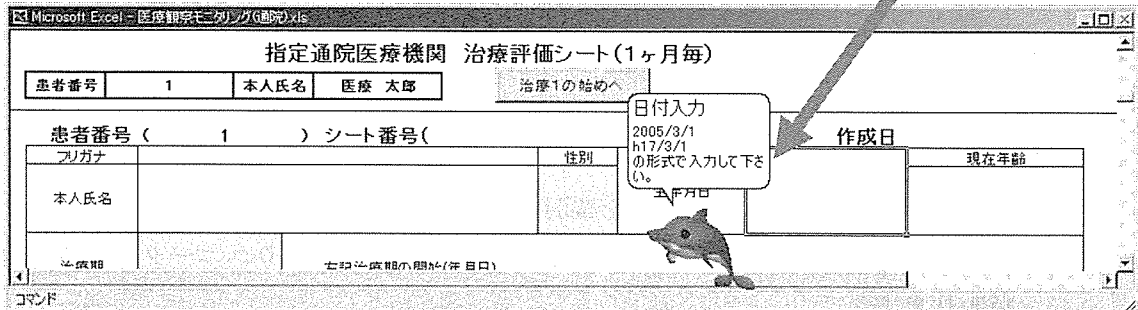 Microsoft Excel - 医療観察モニタリング(通院).xls
指定通院医療機関 治療評価シート(1ヶ月毎)
患者番号 1 本人氏名 医療 太郎 治療1の始めへ
日付入力
2005/3/1
h17/3/1
の形式で入力して下さ
い。
患者番号 ( 1 ) シート番号( 作成日
フリガナ 性別 現在年齢
本人氏名 生年月日
治療期 左記治療期の開始(年月日)
コマンド